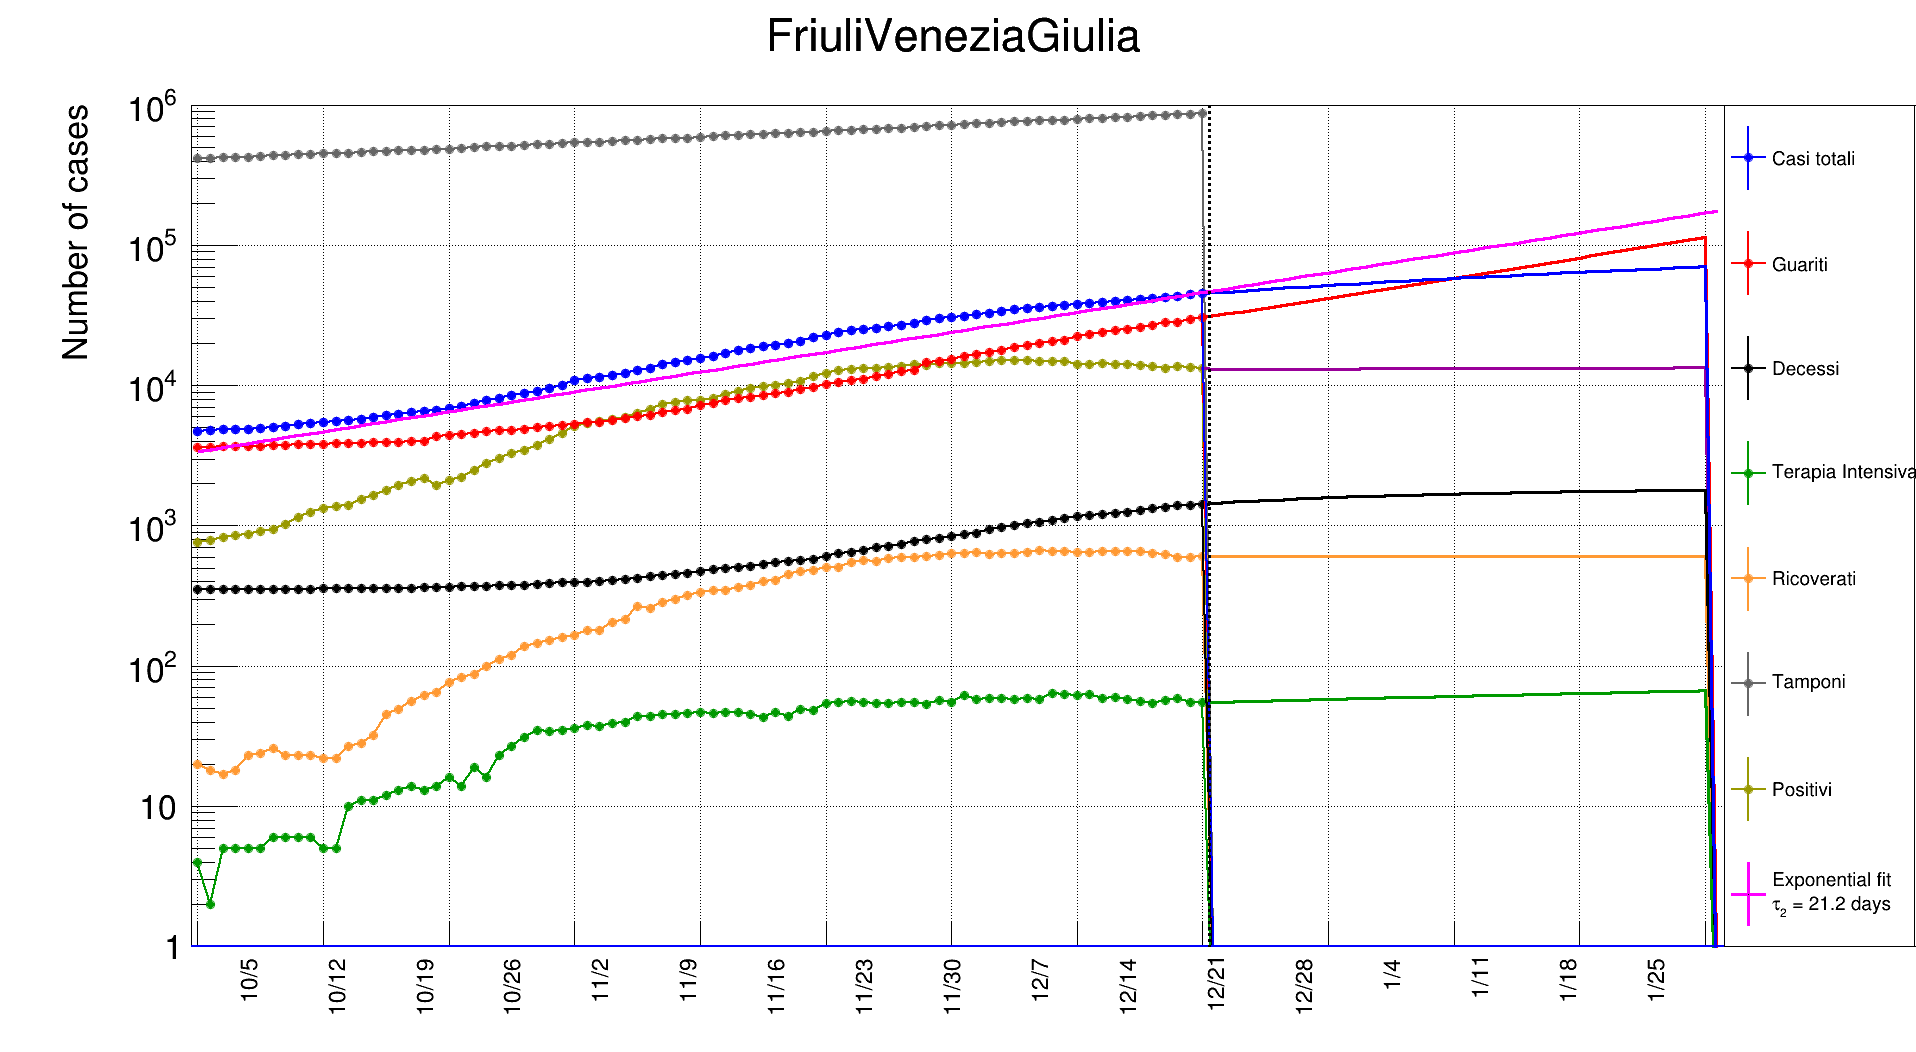 FriuliVeneziaGiulia
Number of cases
10^6
10^5
10^4
10^3
10^2
10
1
10/5
10/12
10/19
10/26
11/2
11/9
11/16
11/23
11/30
12/7
12/14
12/21
12/28
1/4
1/11
1/18
1/25
Casi totali
Guariti
Decessi
Terapia Intensiva
Ricoverati
Tamponi
Positivi
Exponential fit
τ_2 = 21.2 days